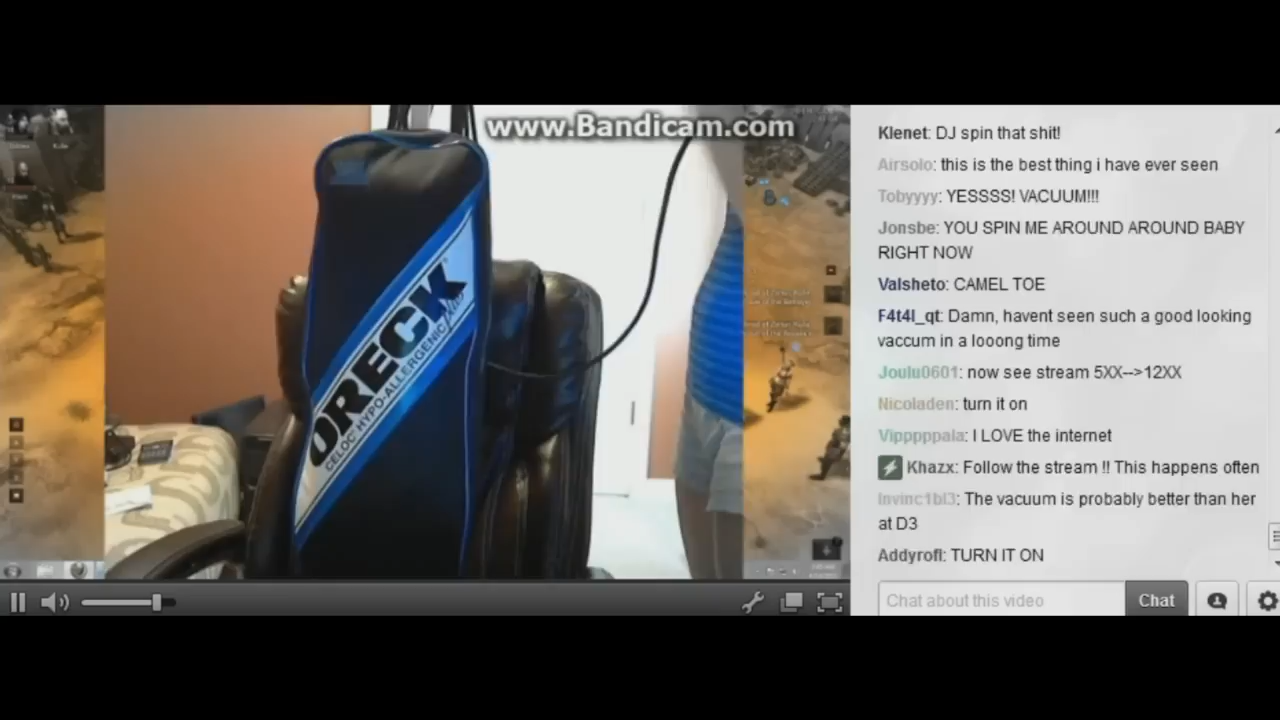 www.Bandicam.com
ORECK
CELOC HYPO-ALLERGENIC
Klenet: DJ spin that shit!
Airsolo: this is the best thing i have ever seen
Tobyyyy: YESSSS! VACUUM!!!
Jonsbe: YOU SPIN ME AROUND AROUND BABY
RIGHT NOW
Valsheto: CAMEL TOE
F4t4l_qt: Damn, havent seen such a good looking
vaccum in a looong time
Joulu0601: now see stream 5XX-->12XX
Nicoladen: turn it on
Vipppppala: I LOVE the internet
Khazx: Follow the stream !! This happens often
Invinc1bl3: The vacuum is probably better than her
at D3
Addyrofl: TURN IT ON
Chat about this video
Chat